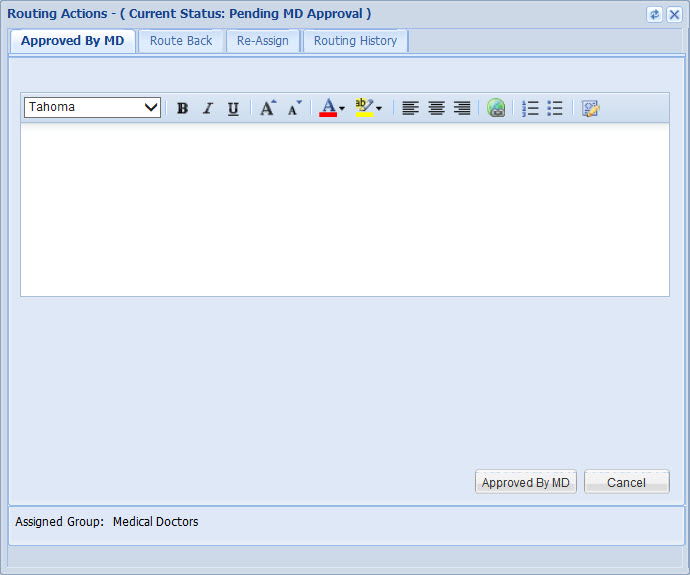 Routing Actions - ( Current Status: Pending MD Approval )
Approved By MD Route Back Re-Assign Routing History
Tahoma B I U A A A ab
Approved By MD Cancel
Assigned Group: Medical Doctors